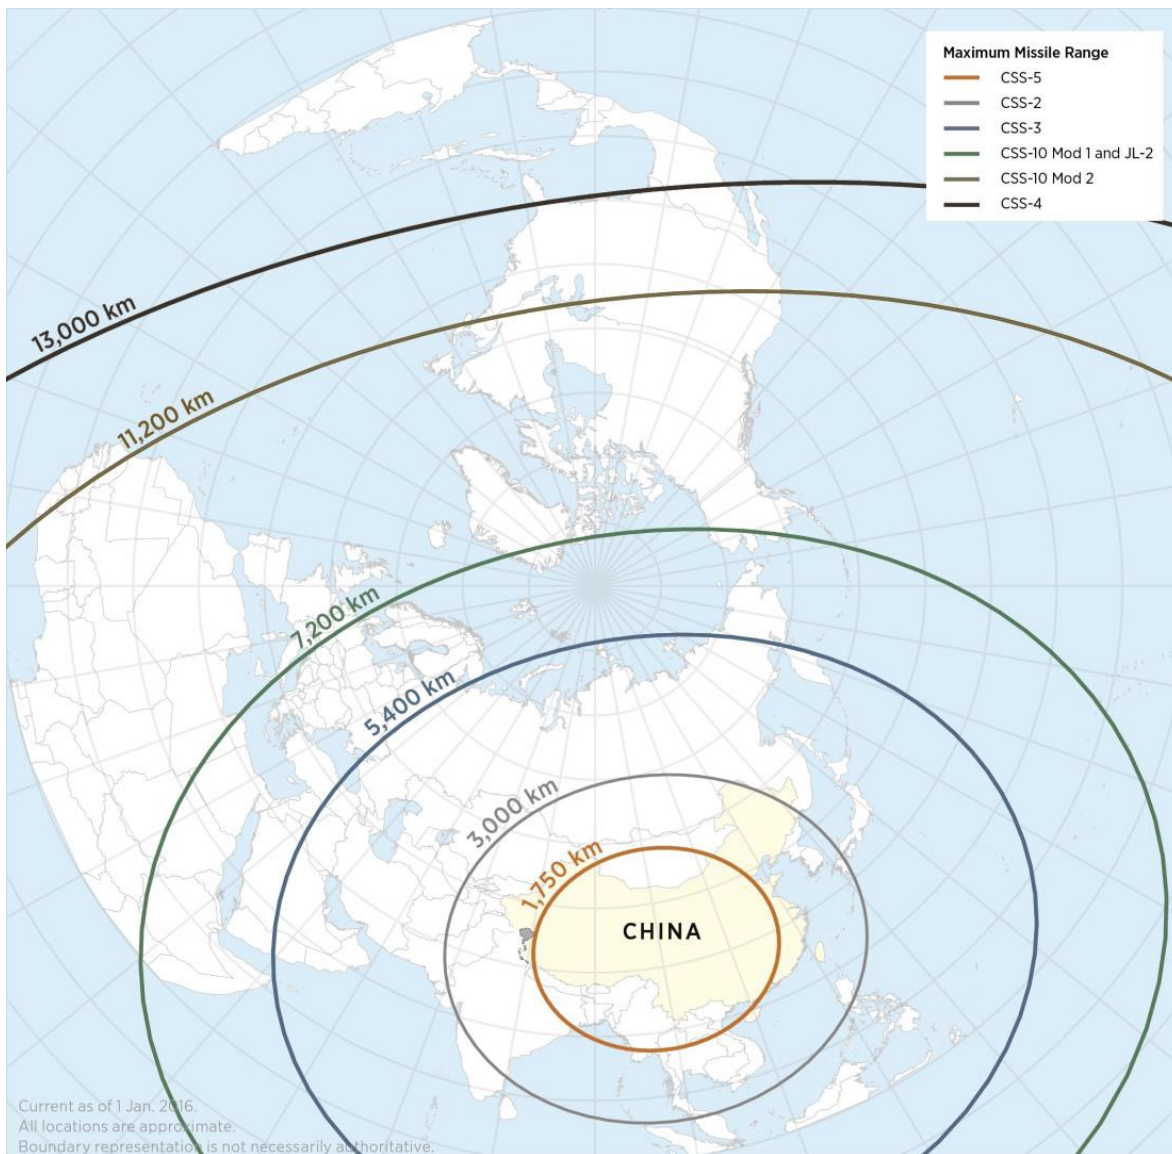 Maximum Missile Range
CSS-5
CSS-2
CSS-3
CSS-10 Mod 1 and JL-2
CSS-10 Mod 2
CSS-4
13,000 km
11,200 km
7,200 km
5,400 km
3,000 km
1,750 km
CHINA
Current as of 1 Jan. 2016.
All locations are approximate.
Boundary representation is not necessarily authoritative.